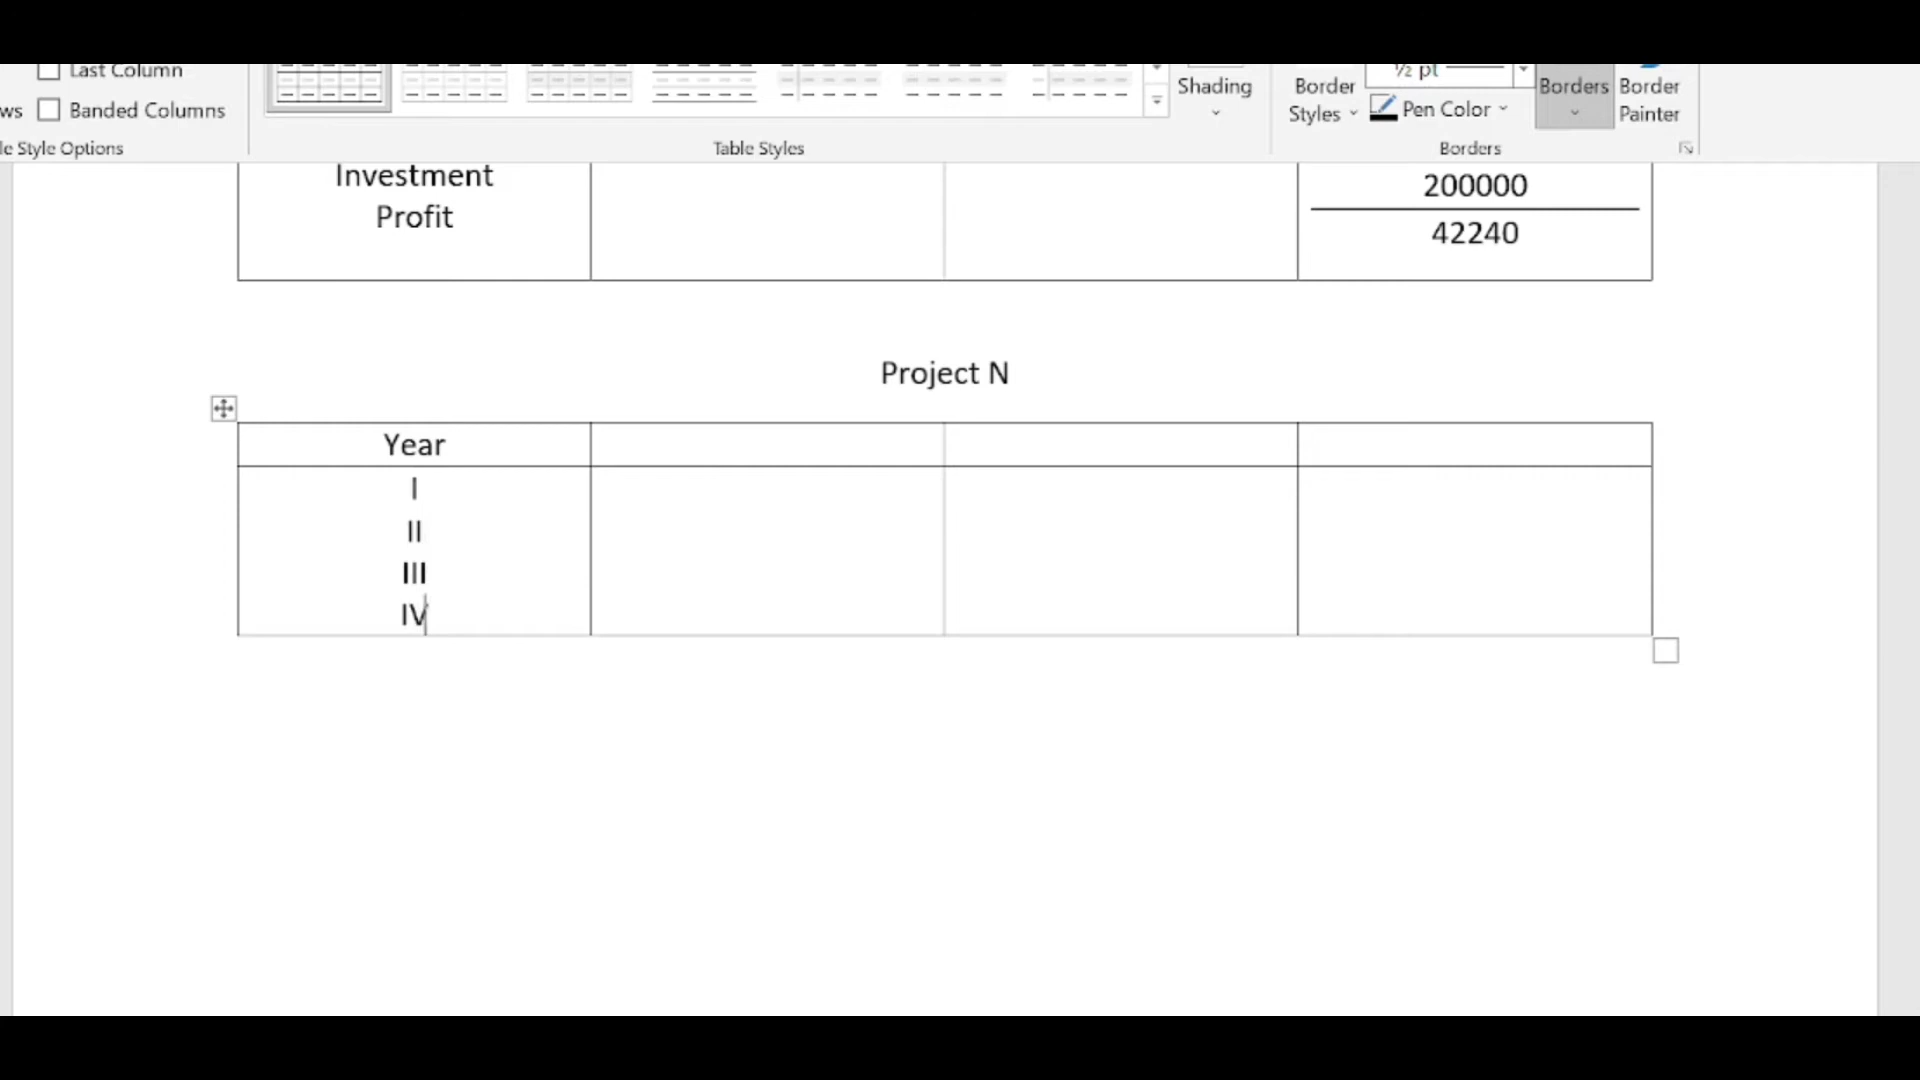 Last Column
ws Banded Columns
le Style Options
Table Styles
Shading
Border Styles
½ pt
Pen Color
Borders
Border Painter
Borders
Investment
Profit
200000
42240
Project N
Year
I
II
III
IV